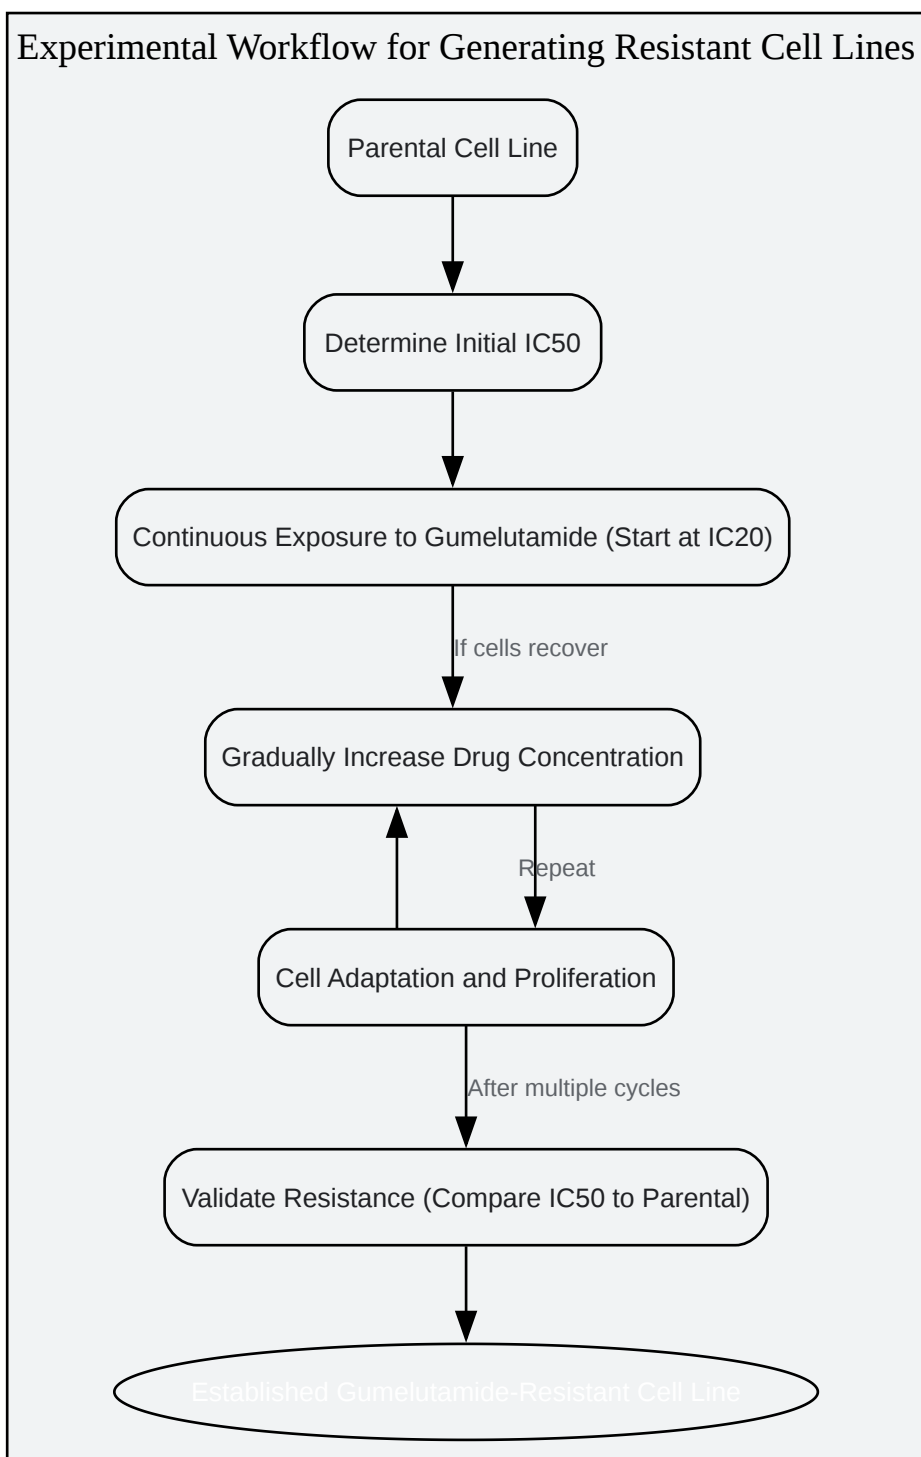 Experimental Workflow for Generating Resistant Cell Lines
Parental Cell Line
Determine Initial IC50
Continuous Exposure to Gumelutamide (Start at IC20)
If cells recover
Gradually Increase Drug Concentration
Repeat
Cell Adaptation and Proliferation
After multiple cycles
Validate Resistance (Compare IC50 to Parental)
Established Gumelutamide-Resistant Cell Line